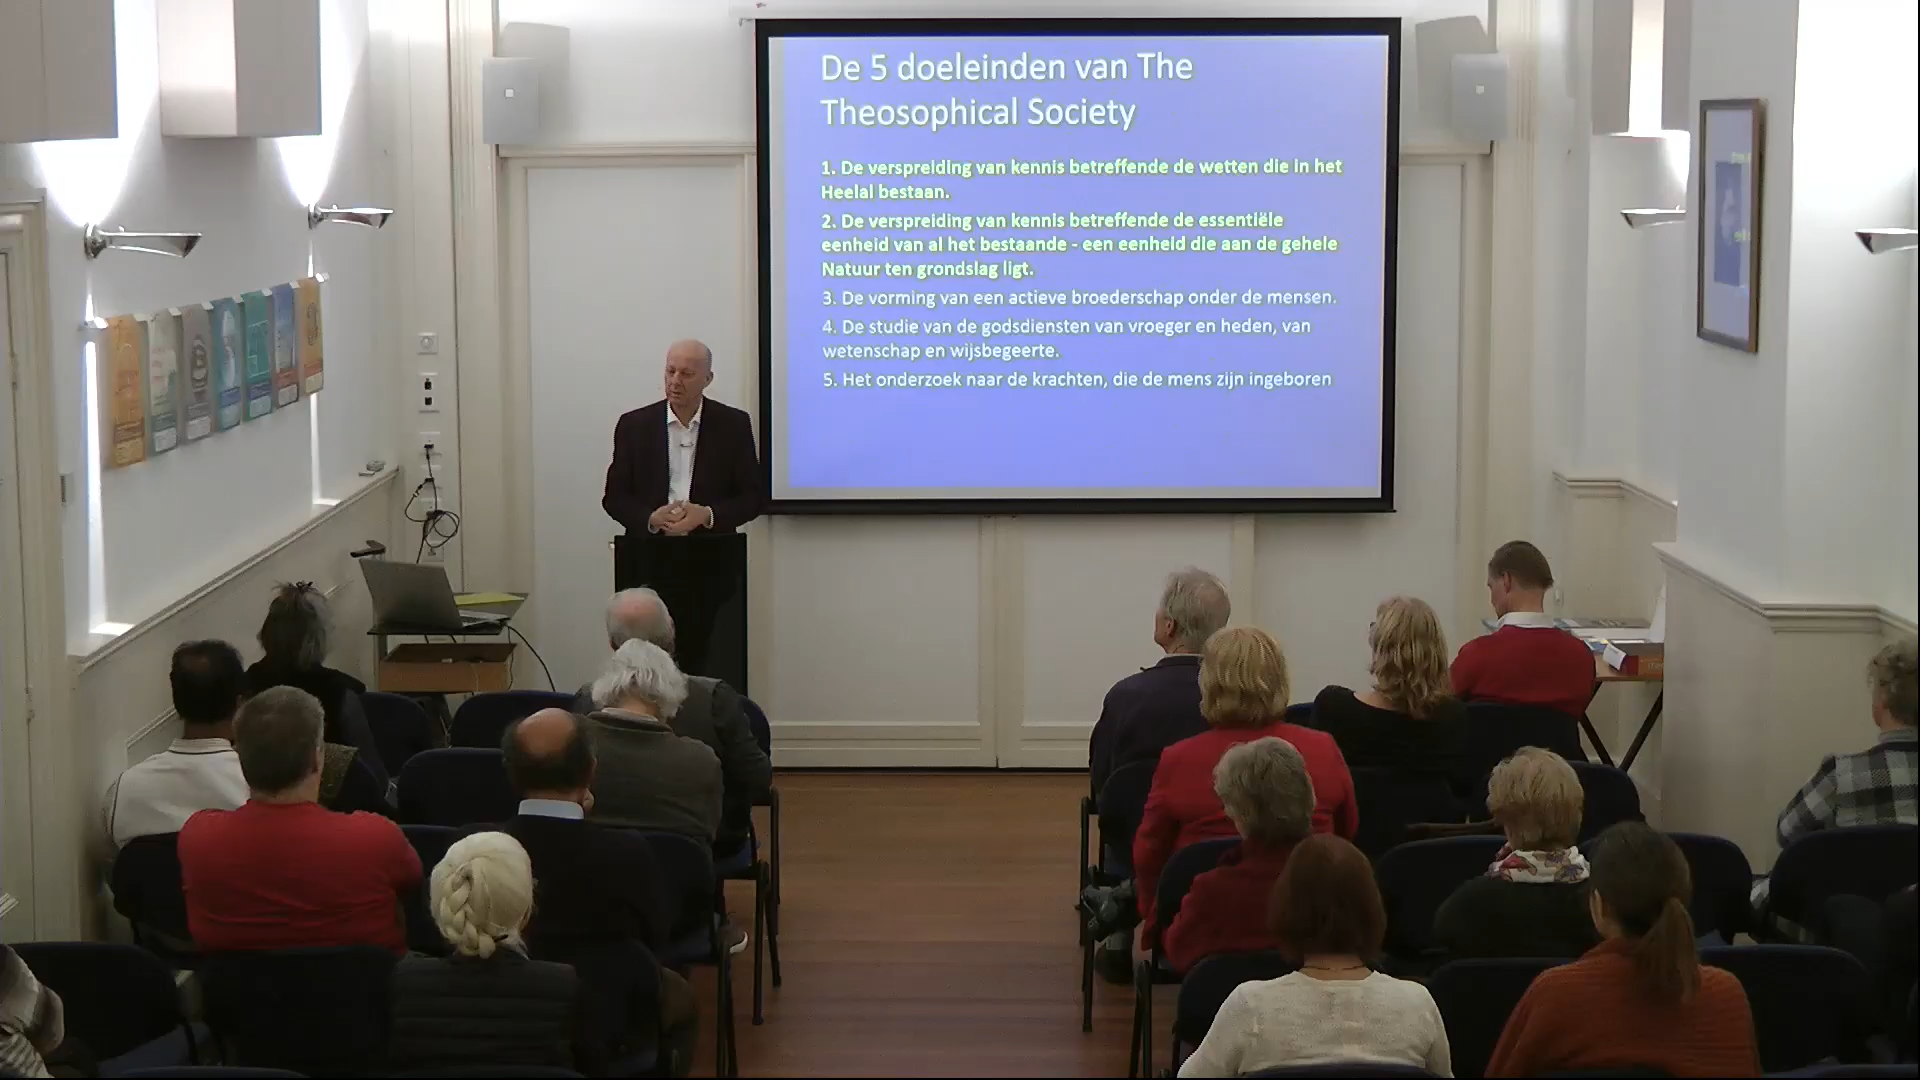 De 5 doeleinden van The
Theosophical Society
1. De verspreiding van kennis betreffende de wetten die in het
Heelal bestaan.
2. De verspreiding van kennis betreffende de essentiële
eenheid van al het bestaande - een eenheid die aan de gehele
Natuur ten grondslag ligt.
3. De vorming van een actieve broederschap onder de mensen.
4. De studie van de godsdiensten van vroeger en heden, van
wetenschap en wijsbegeerte.
5. Het onderzoek naar de krachten, die de mens zijn ingeboren